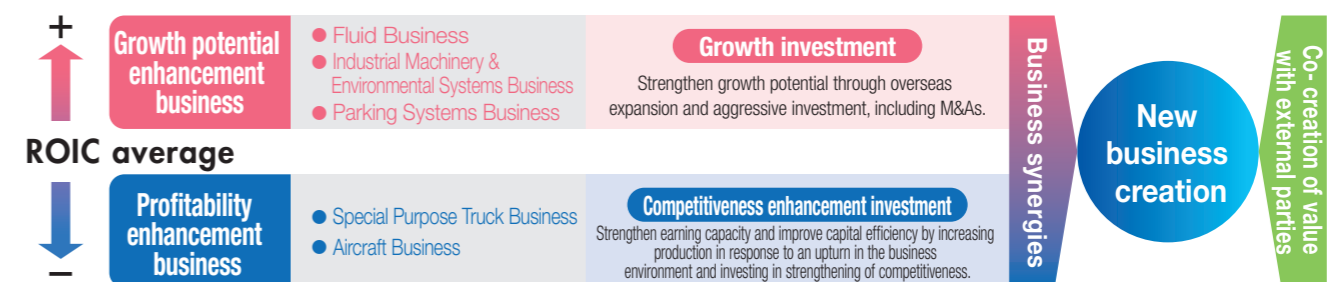 +
ROIC average
−
Growth potential
enhancement
business
● Fluid Business
● Industrial Machinery &
Environmental Systems Business
● Parking Systems Business
Growth investment
Strengthen growth potential through overseas
expansion and aggressive investment, including M&As.
Profitability
enhancement
business
● Special Purpose Truck Business
● Aircraft Business
Competitiveness enhancement investment
Strengthen earning capacity and improve capital efficiency by increasing
production in response to an upturn in the business
environment and investing in strengthening of competitiveness.
Business synergies
New
business
creation
Co- creation of value
with external parties